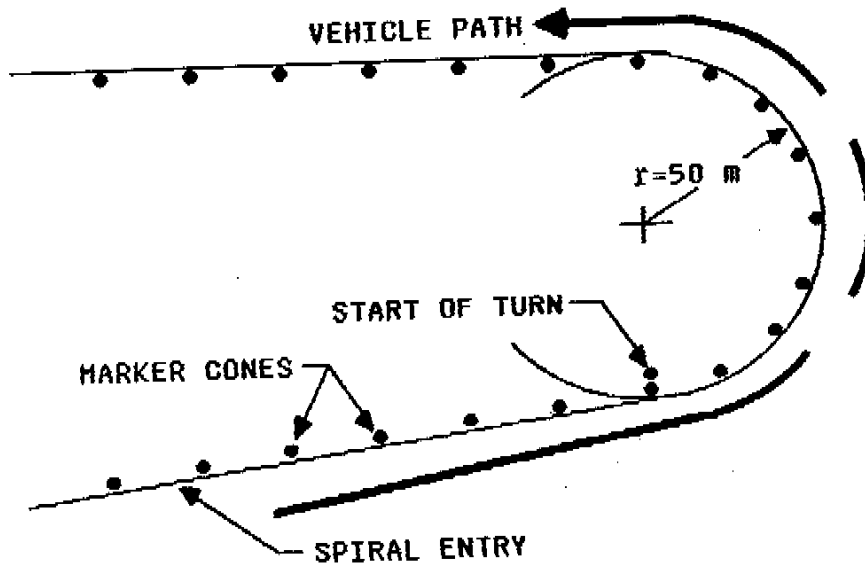 VEHICLE PATH
r=50 m
START OF TURN
MARKER CONES
SPIRAL ENTRY